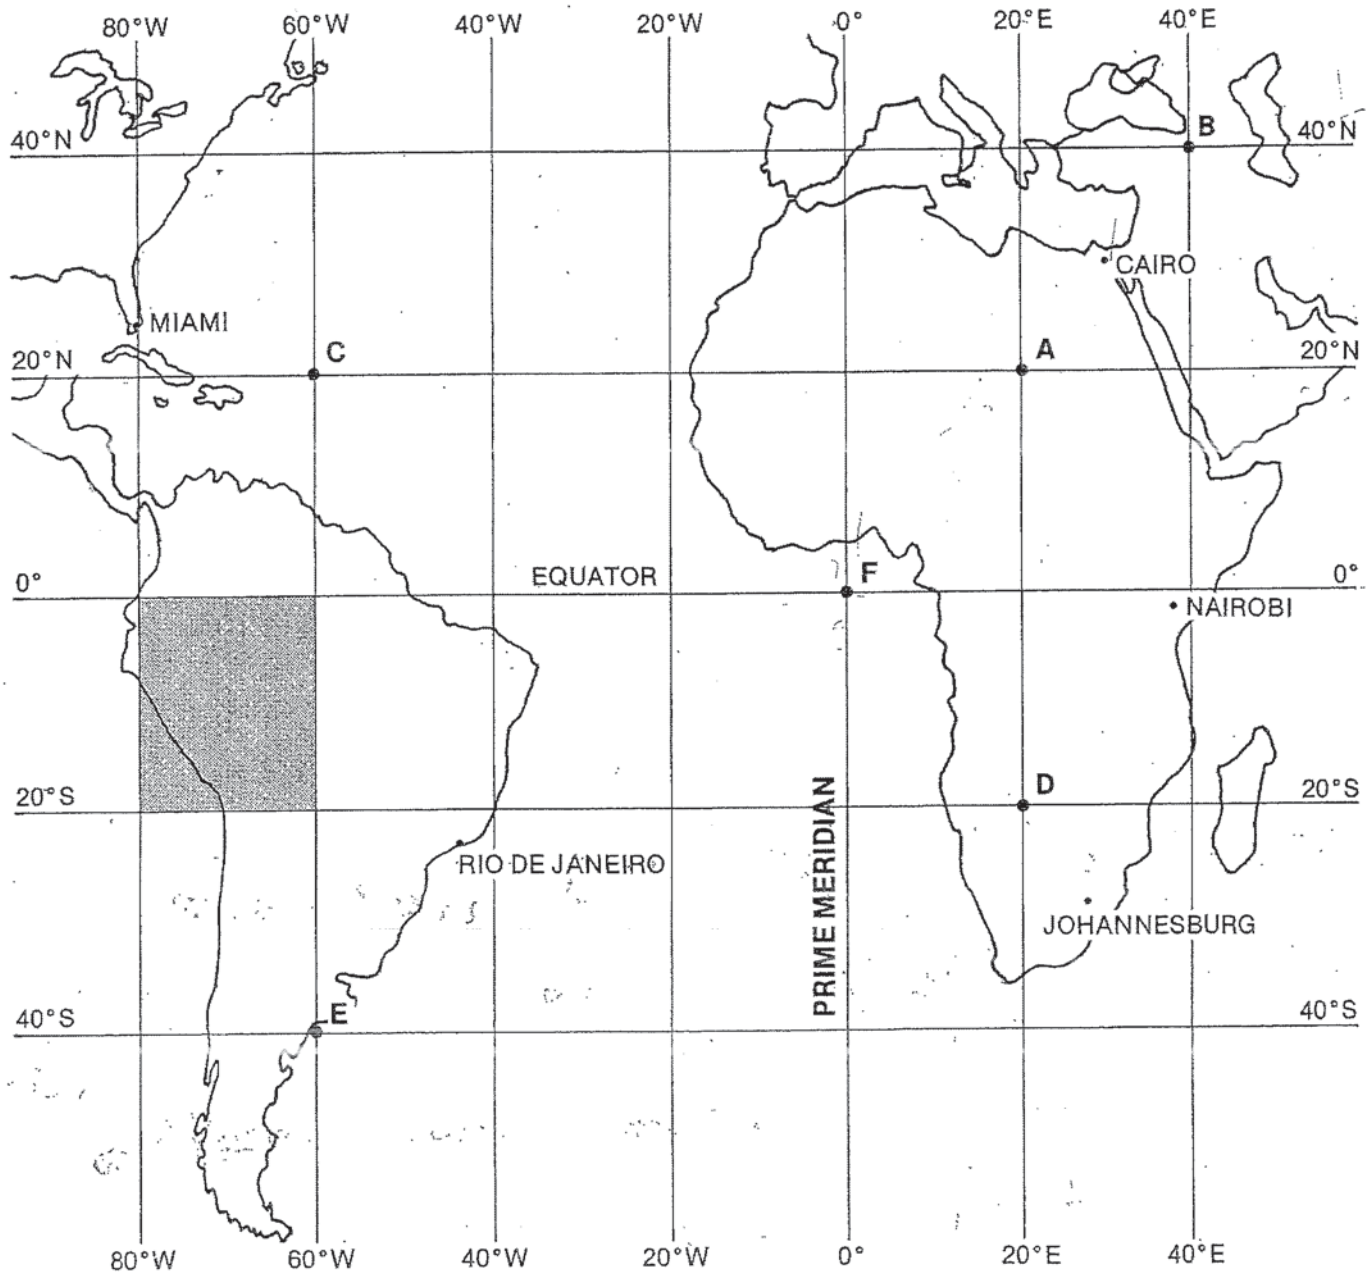 80°W 60°W 40°W 20°W 0° 20°E 40°E
B
40°N 40°N
CAIRO
MIAMI
C A
20°N 20°N
EQUATOR F
0° 0°
NAIROBI
D
20°S 20°S
PRIME MERIDIAN
RIO DE JANEIRO
JOHANNESBURG
E
40°S 40°S
80°W 60°W 40°W 20°W 0° 20°E 40°E